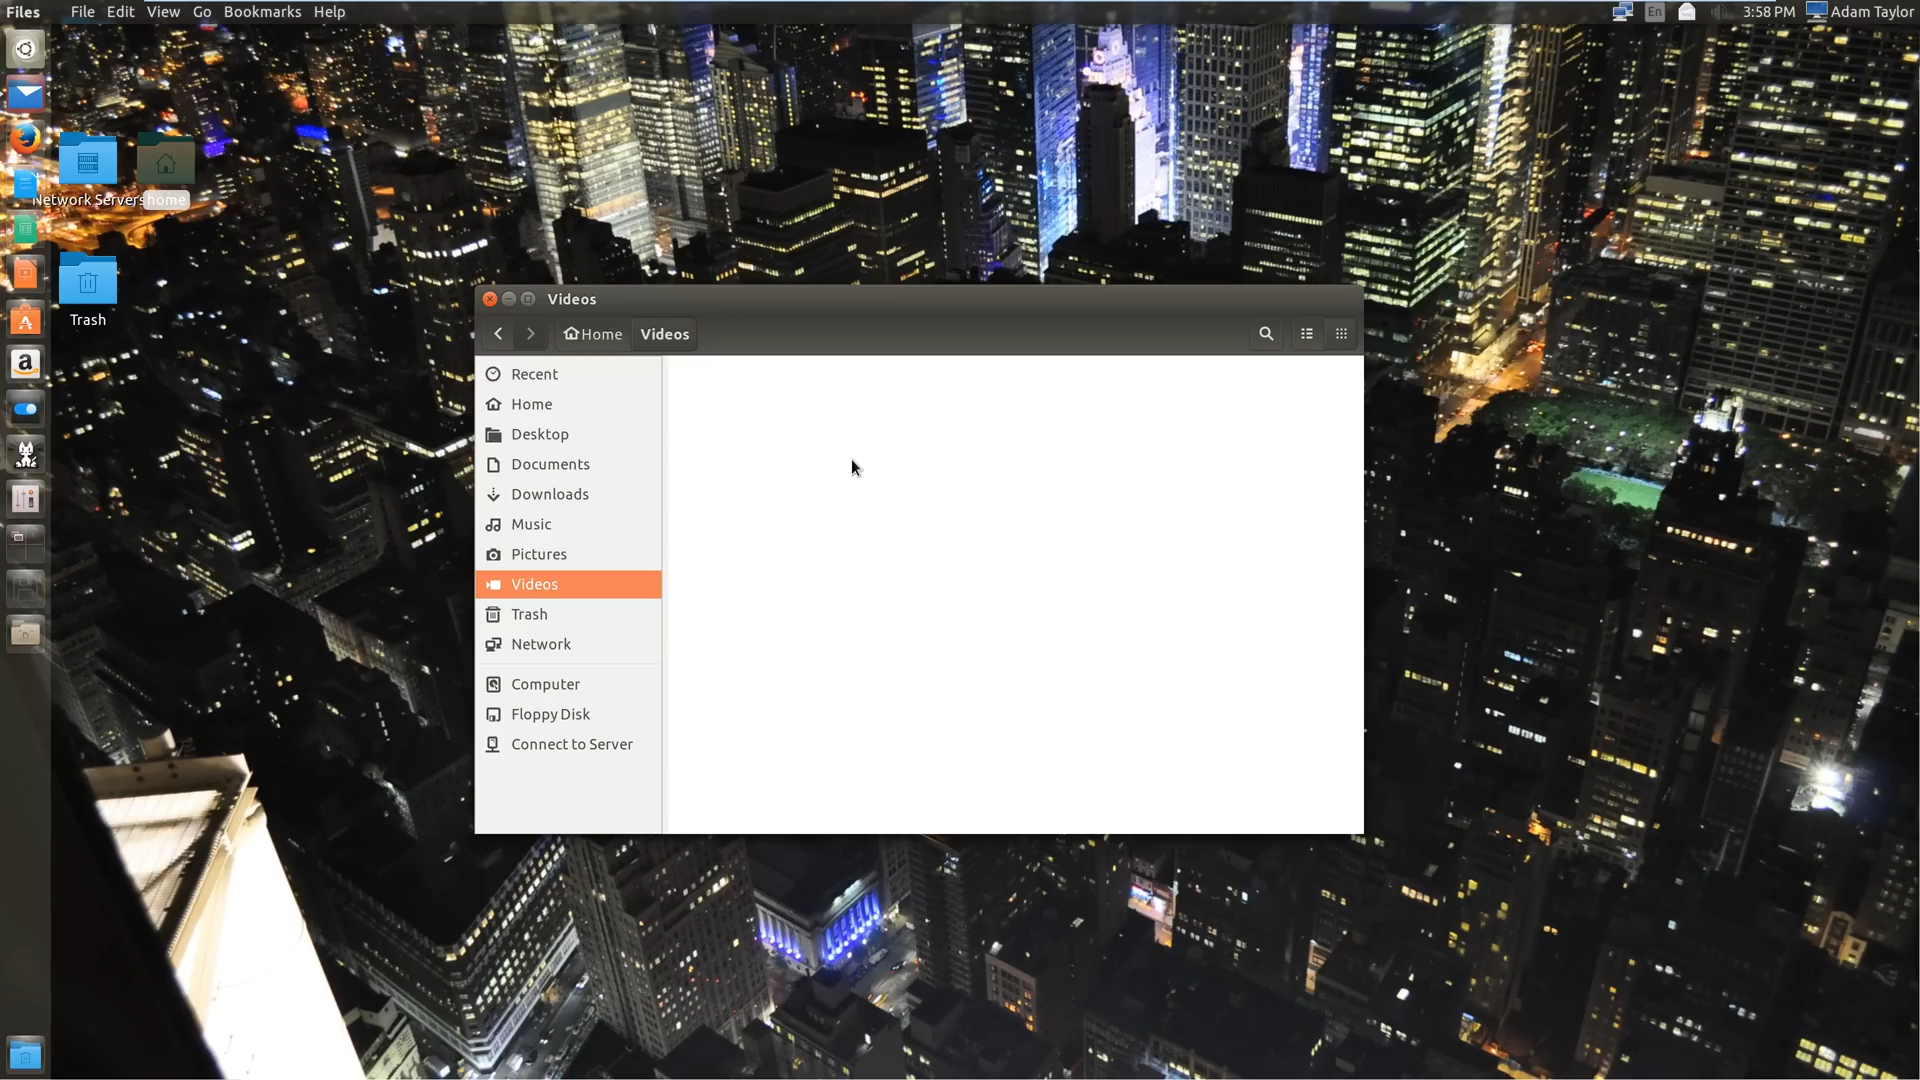 Files File Edit View Go Bookmarks Help En 3:58 PM Adam Taylor
Network Servers home
Trash
Videos
Home Videos
Recent
Home
Desktop
Documents
Downloads
Music
Pictures
Videos
Trash
Network
Computer
Floppy Disk
Connect to Server